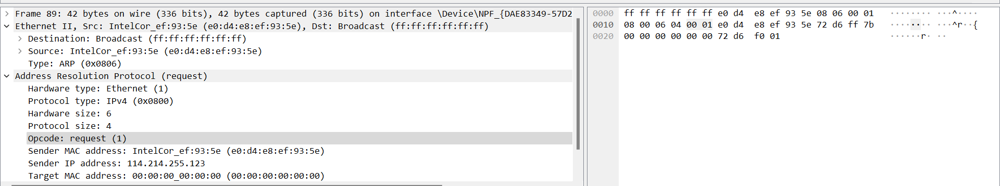 Frame 89: 42 bytes on wire (336 bits), 42 bytes captured (336 bits) on interface \Device\NPF_{DAE83349-57D2
Ethernet II, Src: IntelCor_ef:93:5e (e0:d4:e8:ef:93:5e), Dst: Broadcast (ff:ff:ff:ff:ff:ff)
Destination: Broadcast (ff:ff:ff:ff:ff:ff)
Source: IntelCor_ef:93:5e (e0:d4:e8:ef:93:5e)
Type: ARP (0x0806)
Address Resolution Protocol (request)
Hardware type: Ethernet (1)
Protocol type: IPv4 (0x0800)
Hardware size: 6
Protocol size: 4
Opcode: request (1)
Sender MAC address: IntelCor_ef:93:5e (e0:d4:e8:ef:93:5e)
Sender IP address: 114.214.255.123
Target MAC address: 00:00:00_00:00:00 (00:00:00:00:00:00)
0000 ff ff ff ff ff ff e0 d4 e8 ef 93 5e 08 06 00 01 ········ ···^····
0010 08 00 06 04 00 01 e0 d4 e8 ef 93 5e 72 d6 ff 7b ········ ···^r··{
0020 00 00 00 00 00 00 72 d6 f0 01 ······r· ··